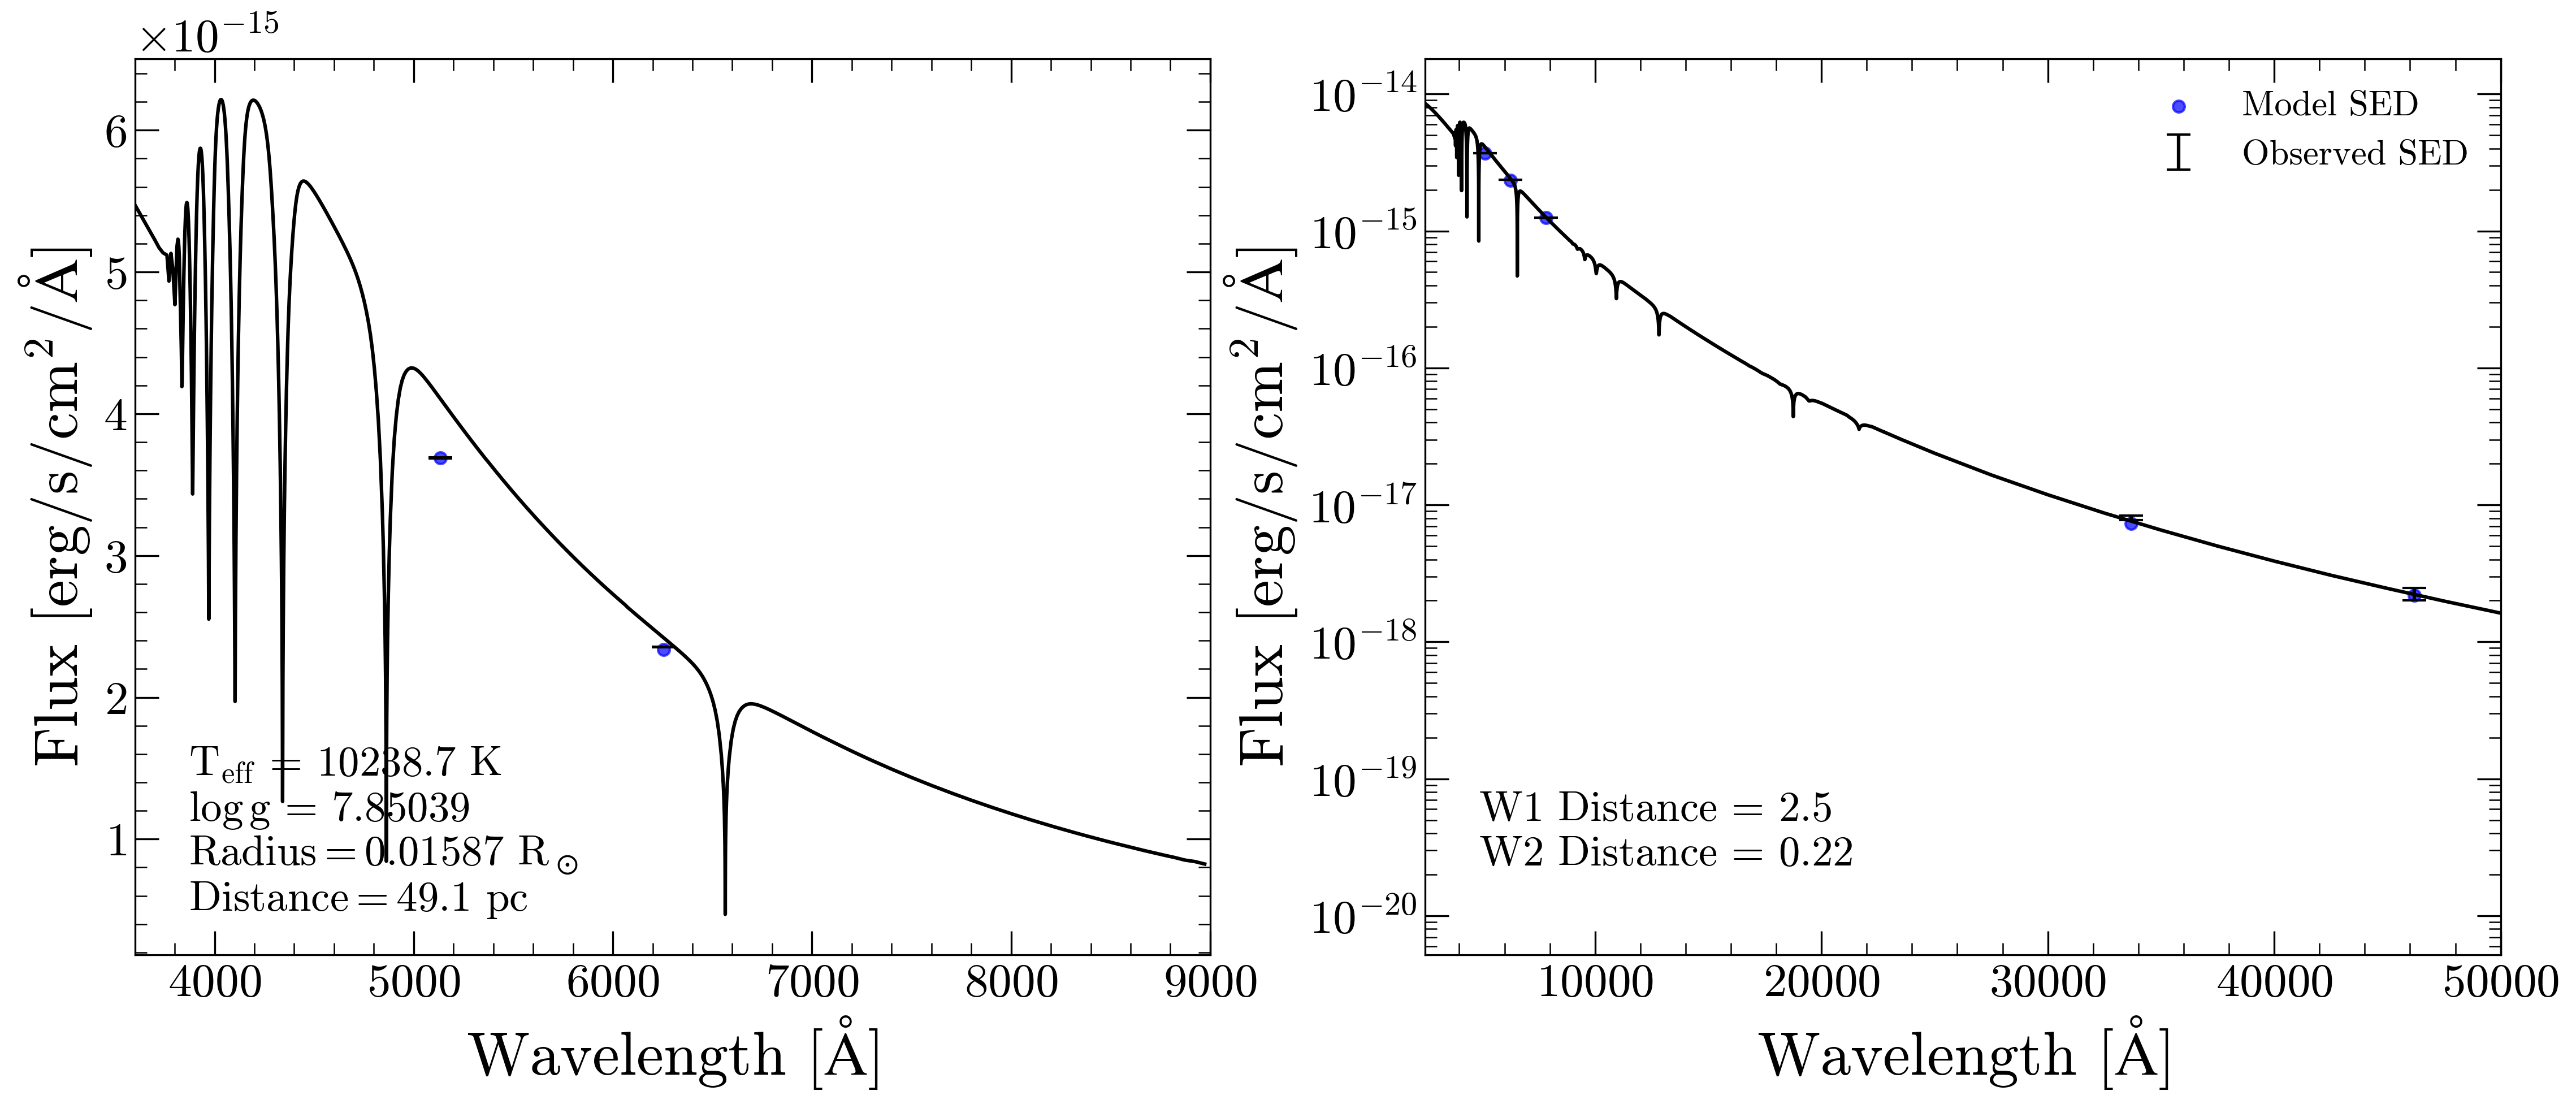 ×10⁻¹⁵
6
5
4
3
2
1
Flux [erg/s/cm²/Å]
T_eff = 10238.7 K
log g = 7.85039
Radius = 0.01587 R_⊙
Distance = 49.1 pc
4000 5000 6000 7000 8000 9000
Wavelength [Å]
10⁻¹⁴
10⁻¹⁵
10⁻¹⁶
10⁻¹⁷
10⁻¹⁸
10⁻¹⁹
10⁻²⁰
Flux [erg/s/cm²/Å]
Model SED
Observed SED
W1 Distance = 2.5
W2 Distance = 0.22
10000 20000 30000 40000 50000
Wavelength [Å]